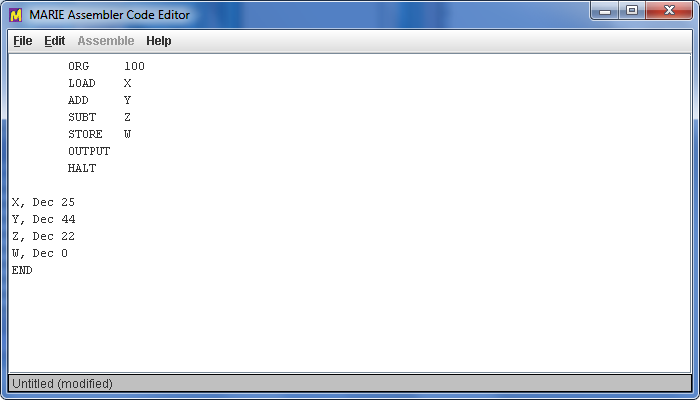 MARIE Assembler Code Editor
File Edit Assemble Help
ORG 100
LOAD X
ADD Y
SUBT Z
STORE W
OUTPUT
HALT
X, Dec 25
Y, Dec 44
Z, Dec 22
W, Dec 0
END
Untitled (modified)